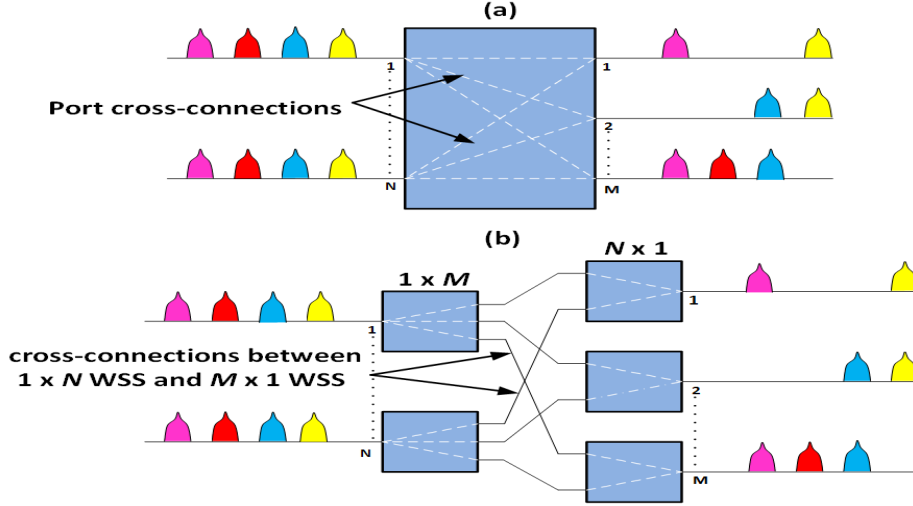 (a)
1
1
Port cross-connections
2
N
M
(b)
N x 1
1 x M
1
1
cross-connections between
1 x N WSS and M x 1 WSS
2
N
M